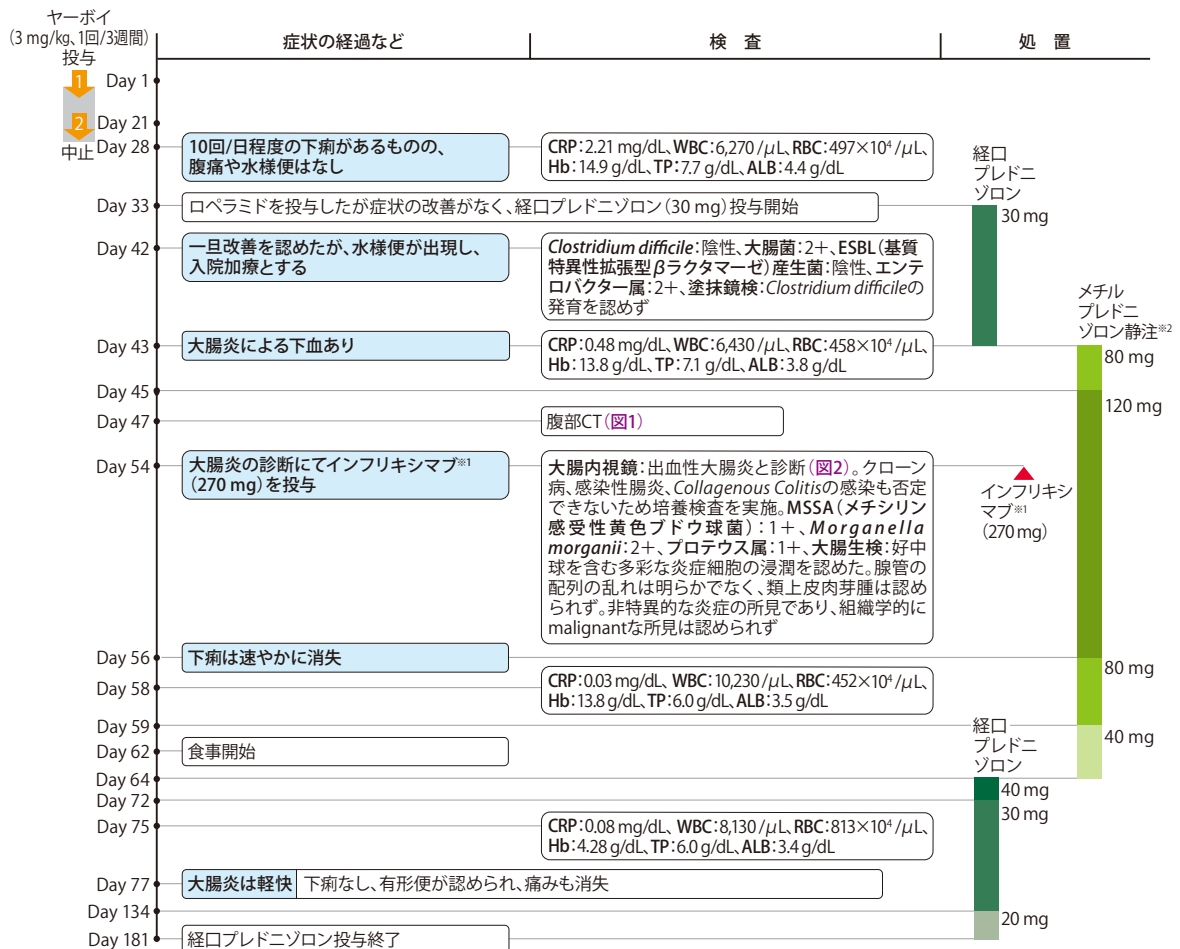 ヤーボイ
(3 mg/kg、1回/3週間)
投与
症状の経過など
検 査
処 置
1
Day 1
2
Day 21
中止
Day 28
10回/日程度の下痢があるものの、
腹痛や水様便はなし
CRP:2.21 mg/dL、WBC:6,270/μL、RBC:497×10⁴/μL、
Hb:14.9 g/dL、TP:7.7 g/dL、ALB:4.4 g/dL
経口
プレドニ
ゾロン
Day 33
ロペラミドを投与したが症状の改善がなく、経口プレドニゾロン(30 mg)投与開始
30 mg
Day 42
一旦改善を認めたが、水様便が出現し、
入院加療とする
Clostridium difficile:陰性、大腸菌:2+、ESBL(基質
特異性拡張型βラクタマーゼ)産生菌:陰性、エンテ
ロバクター属:2+、塗抹鏡検:Clostridium difficileの
発育を認めず
メチル
プレドニ
ゾロン静注※2
Day 43
大腸炎による下血あり
CRP:0.48 mg/dL、WBC:6,430/μL、RBC:458×10⁴/μL、
Hb:13.8 g/dL、TP:7.1 g/dL、ALB:3.8 g/dL
80 mg
Day 45
120 mg
Day 47
腹部CT(図1)
Day 54
大腸炎の診断にてインフリキシマブ※1
(270 mg)を投与
大腸内視鏡:出血性大腸炎と診断(図2)。クローン
病、感染性腸炎、Collagenous Colitisの感染も否定
できないため培養検査を実施。MSSA(メチシリン
感受性黄色ブドウ球菌):1+、Morganella
morganii:2+、プロテウス属:1+、大腸生検:好中
球を含む多彩な炎症細胞の浸潤を認めた。腺管の
配列の乱れは明らかでなく、類上皮肉芽腫は認め
られず。非特異的な炎症の所見であり、組織学的に
malignantな所見は認められず
インフリキシ
マブ※1
(270 mg)
Day 56
下痢は速やかに消失
80 mg
Day 58
CRP:0.03 mg/dL、WBC:10,230/μL、RBC:452×10⁴/μL、
Hb:13.8 g/dL、TP:6.0 g/dL、ALB:3.5 g/dL
Day 59
40 mg
経口
プレドニ
ゾロン
Day 62
食事開始
Day 64
40 mg
Day 72
30 mg
Day 75
CRP:0.08 mg/dL、WBC:8,130/μL、RBC:813×10⁴/μL、
Hb:4.28 g/dL、TP:6.0 g/dL、ALB:3.4 g/dL
Day 77
大腸炎は軽快 下痢なし、有形便が認められ、痛みも消失
Day 134
20 mg
Day 181
経口プレドニゾロン投与終了